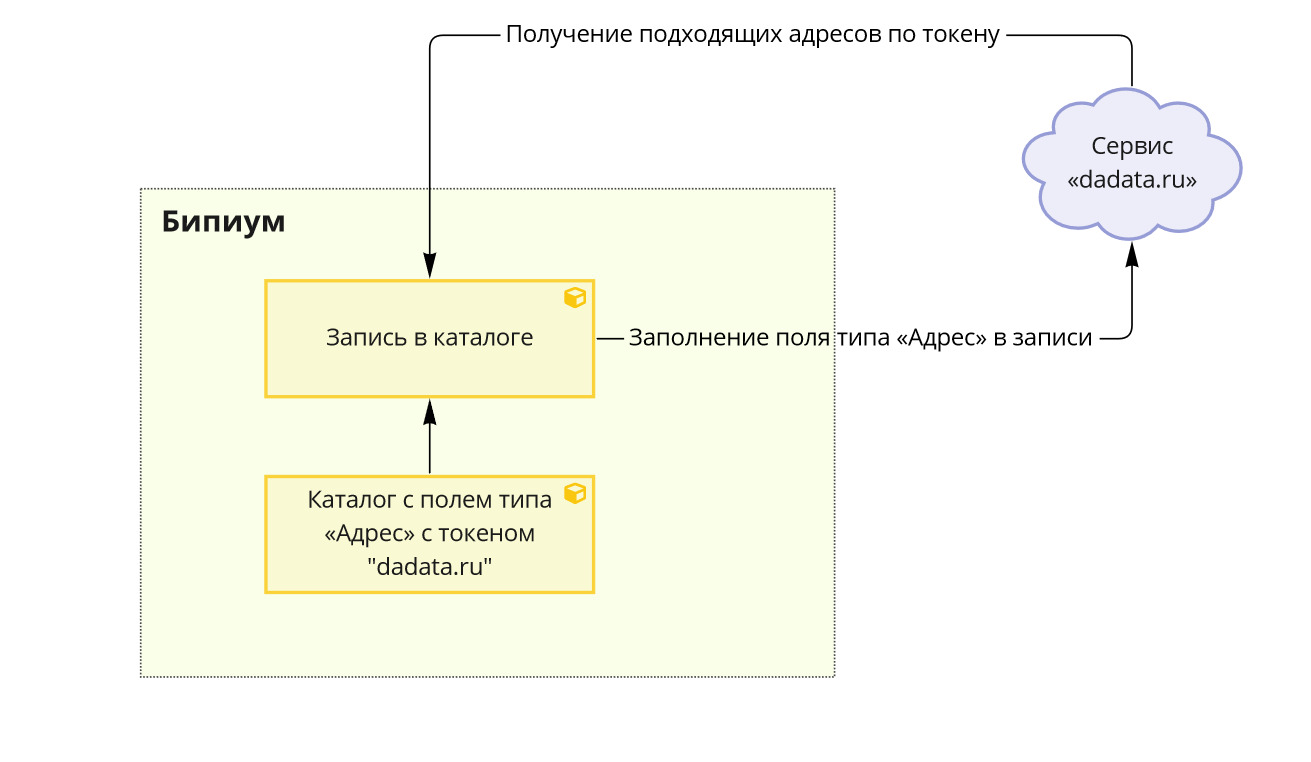 Получение подходящих адресов по токену
Сервис
«dadata.ru»
Бипиум
Запись в каталоге
Заполнение поля типа «Адрес» в записи
Каталог с полем типа
«Адрес» с токеном
"dadata.ru"